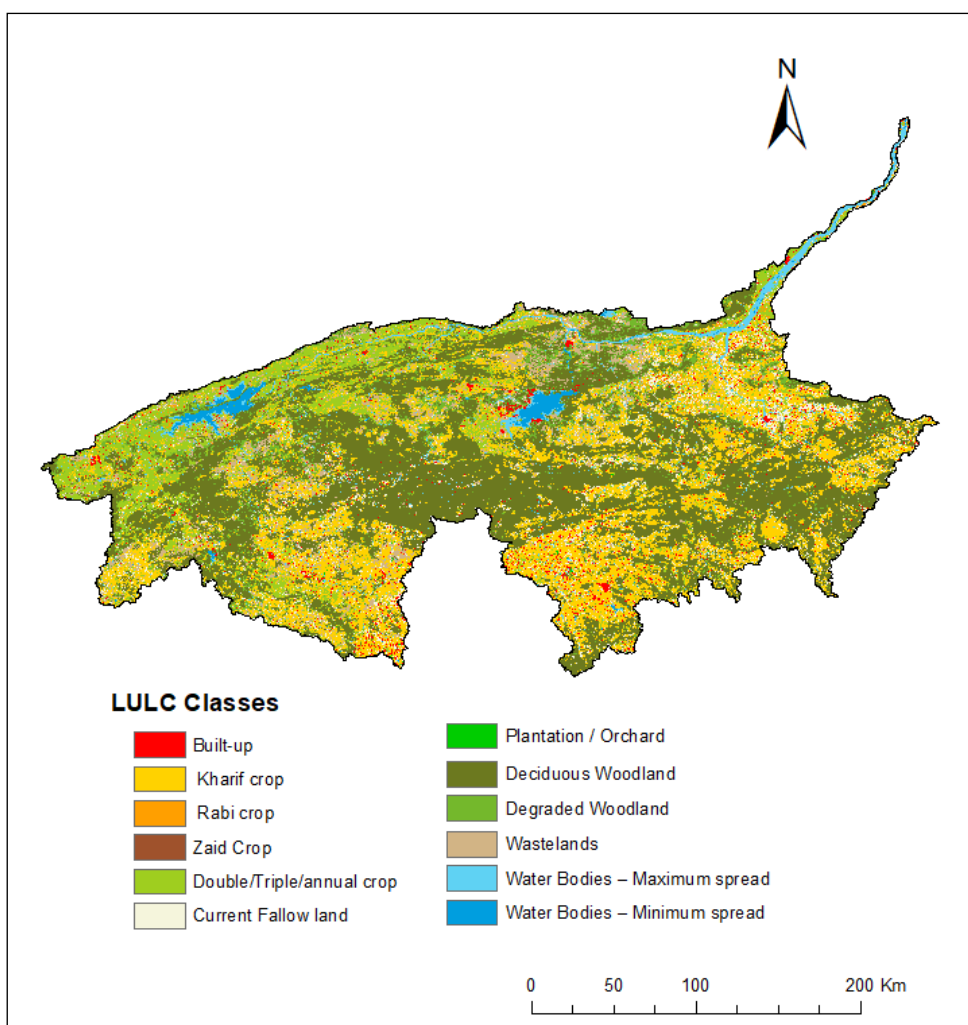 N
LULC Classes
Built-up
Kharif crop
Rabi crop
Zaid Crop
Double/Triple/annual crop
Current Fallow land
Plantation / Orchard
Deciduous Woodland
Degraded Woodland
Wastelands
Water Bodies – Maximum spread
Water Bodies – Minimum spread
0 50 100 200 Km